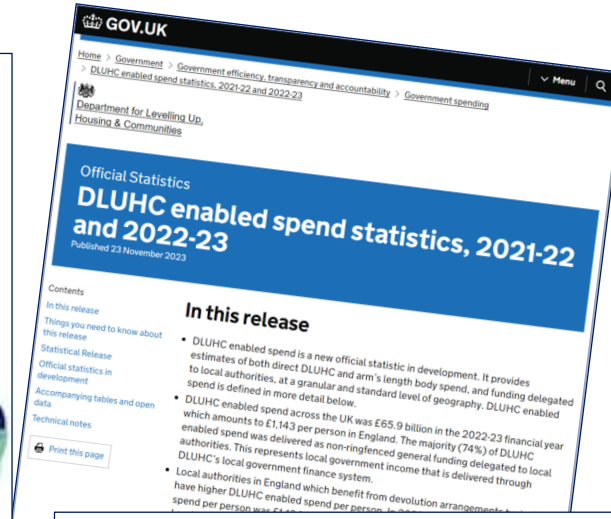 GOV.UK
Menu
Home > Government > Government efficiency, transparency and accountability > Government spending
> DLUHC enabled spend statistics, 2021-22 and 2022-23
Department for Levelling Up,
Housing & Communities
Official Statistics
DLUHC enabled spend statistics, 2021-22
and 2022-23
Published 23 November 2023
Contents
In this release
Things you need to know about
this release
Statistical Release
Official statistics in
development
Accompanying tables and open
data
Technical notes
Print this page
In this release
• DLUHC enabled spend is a new official statistic in development. It provides
estimates of both direct DLUHC and arm's length body spend, and funding delegated
to local authorities, at a granular and standard level of geography. DLUHC enabled
spend is defined in more detail below.
• DLUHC enabled spend across the UK was £65.9 billion in the 2022-23 financial year
which amounts to £1,143 per person in England. The majority (74%) of DLUHC
enabled spend was delivered as non-ringfenced general funding delegated to local
authorities. This represents local government income that is delivered through
DLUHC's local government finance system.
• Local authorities in England which benefit from devolution arrangements
have higher DLUHC enabled spend per person. In
spend per person was